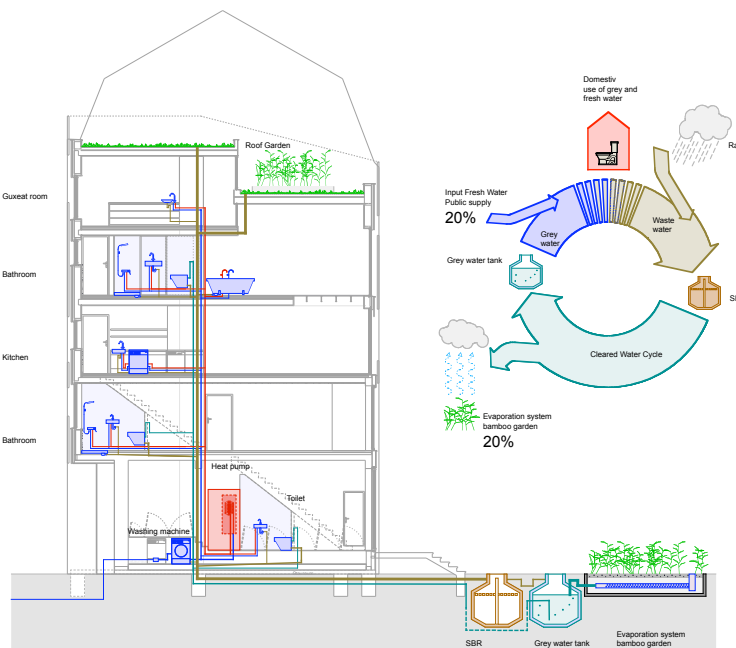 Domestiv
use of grey and
fresh water
Ra
Roof Garden
Guxeat room
Input Fresh Water
Public supply
20%
Grey
water
Waste
water
Grey water tank
Bathroom
S
Kitchen
Cleared Water Cycle
Evaporation system
bamboo garden
20%
Bathroom
Heat pump
Toilet
Washing machine
SBR
Grey water tank
Evaporation system
bamboo garden